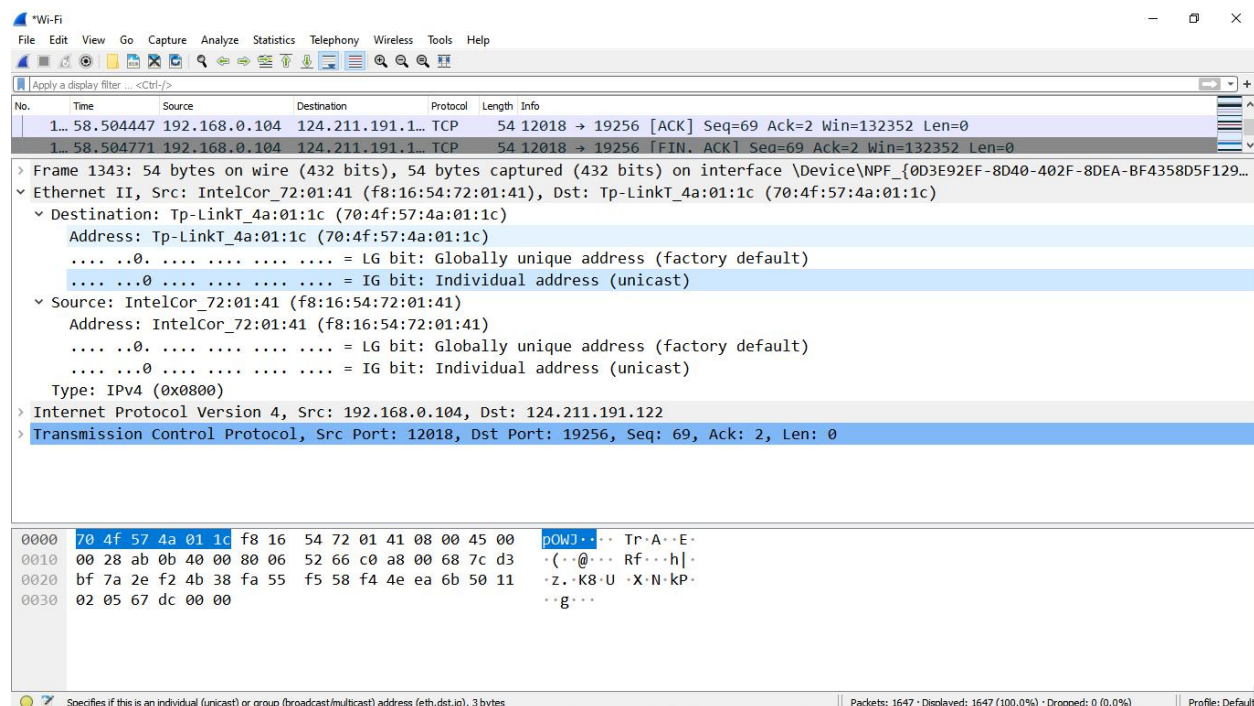 *Wi-Fi
File Edit View Go Capture Analyze Statistics Telephony Wireless Tools Help
Apply a display filter ... <Ctrl-/>
No. Time Source Destination Protocol Length Info
1… 58.504447 192.168.0.104 124.211.191.1… TCP 54 12018 → 19256 [ACK] Seq=69 Ack=2 Win=132352 Len=0
1… 58.504771 192.168.0.104 124.211.191.1… TCP 54 12018 → 19256 [FIN, ACK] Seq=69 Ack=2 Win=132352 Len=0
Frame 1343: 54 bytes on wire (432 bits), 54 bytes captured (432 bits) on interface \Device\NPF_{0D3E92EF-8D40-402F-8DEA-BF4358D5F129…
Ethernet II, Src: IntelCor_72:01:41 (f8:16:54:72:01:41), Dst: Tp-LinkT_4a:01:1c (70:4f:57:4a:01:1c)
Destination: Tp-LinkT_4a:01:1c (70:4f:57:4a:01:1c)
Address: Tp-LinkT_4a:01:1c (70:4f:57:4a:01:1c)
.... ..0. .... .... .... .... = LG bit: Globally unique address (factory default)
.... ...0 .... .... .... .... = IG bit: Individual address (unicast)
Source: IntelCor_72:01:41 (f8:16:54:72:01:41)
Address: IntelCor_72:01:41 (f8:16:54:72:01:41)
.... ..0. .... .... .... .... = LG bit: Globally unique address (factory default)
.... ...0 .... .... .... .... = IG bit: Individual address (unicast)
Type: IPv4 (0x0800)
Internet Protocol Version 4, Src: 192.168.0.104, Dst: 124.211.191.122
Transmission Control Protocol, Src Port: 12018, Dst Port: 19256, Seq: 69, Ack: 2, Len: 0
0000 70 4f 57 4a 01 1c f8 16 54 72 01 41 08 00 45 00 pOWJ···· Tr·A··E·
0010 00 28 ab 0b 40 00 80 06 52 66 c0 a8 00 68 7c d3 ·(··@··· Rf···h|·
0020 bf 7a 2e f2 4b 38 fa 55 f5 58 f4 4e ea 6b 50 11 ·z.·K8·U ·X·N·kP·
0030 02 05 67 dc 00 00 ··g···
Specifies if this is an individual (unicast) or group (broadcast/multicast) address (eth.dst.ig), 3 bytes
Packets: 1647 · Displayed: 1647 (100.0%) · Dropped: 0 (0.0%)
Profile: Default